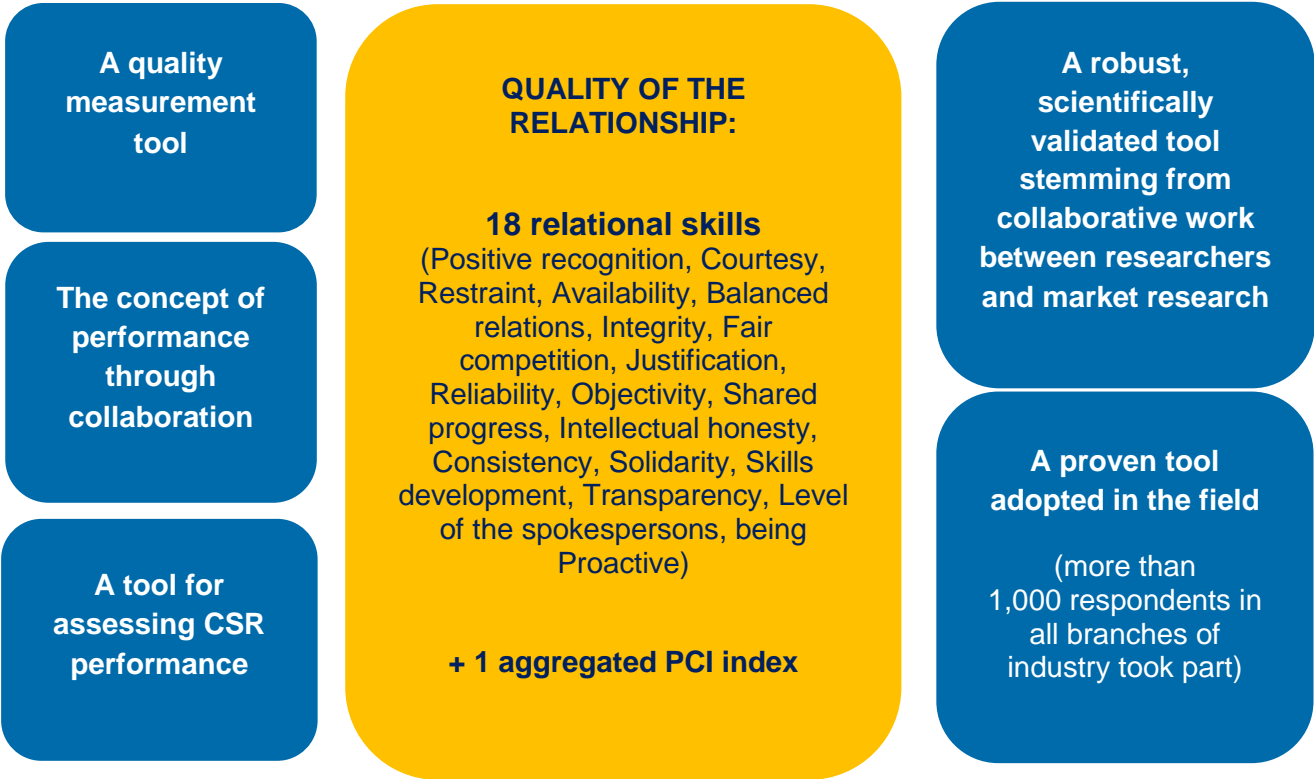 A quality
measurement
tool
The concept of
performance
through
collaboration
A tool for
assessing CSR
performance
QUALITY OF THE
RELATIONSHIP:
18 relational skills
(Positive recognition, Courtesy,
Restraint, Availability, Balanced
relations, Integrity, Fair
competition, Justification,
Reliability, Objectivity, Shared
progress, Intellectual honesty,
Consistency, Solidarity, Skills
development, Transparency, Level
of the spokespersons, being
Proactive)
+ 1 aggregated PCI index
A robust,
scientifically
validated tool
stemming from
collaborative work
between researchers
and market research
A proven tool
adopted in the field
(more than
1,000 respondents in
all branches of
industry took part)